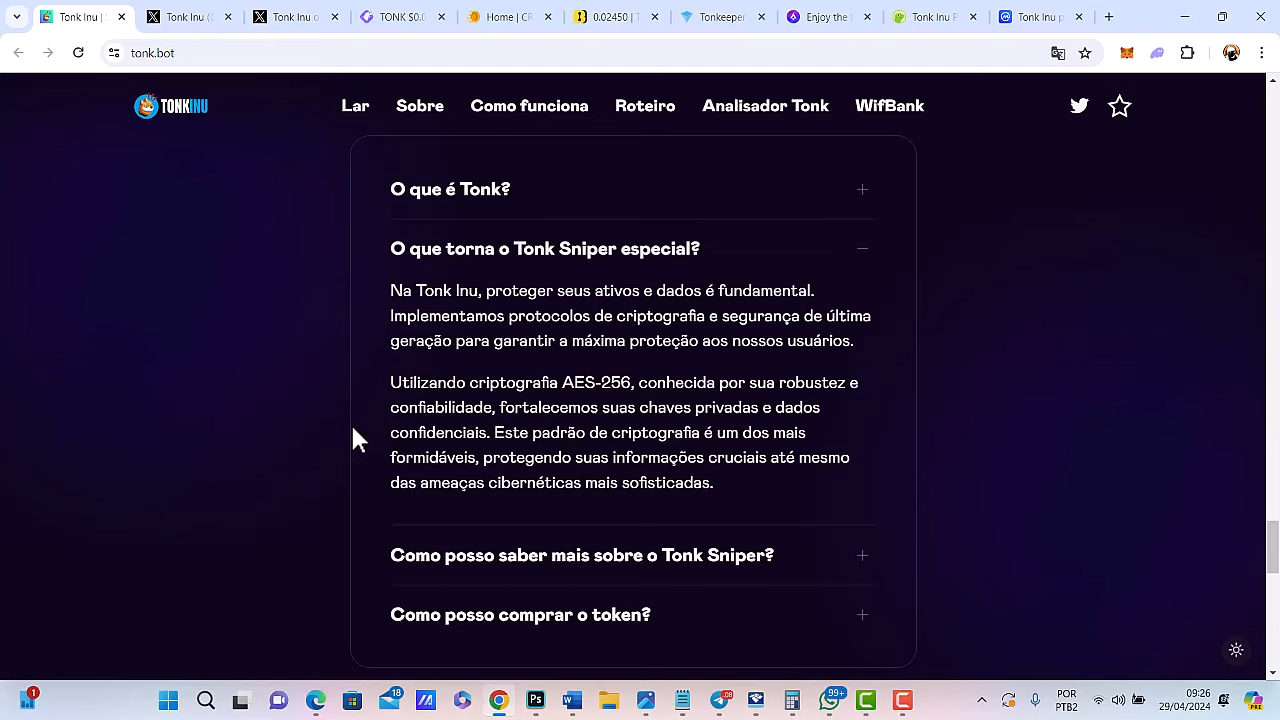 Tonk Inu |
Tonk Inu (
Tonk Inu o
TONK $0.0
Home | CR
0.02450 | T
Tonkeeper
Enjoy the
Tonk Inu P
Tonk Inu p
tonk.bot
TONKINU
Lar
Sobre
Como funciona
Roteiro
Analisador Tonk
WifBank
O que é Tonk?
O que torna o Tonk Sniper especial?
Na Tonk Inu, proteger seus ativos e dados é fundamental.
Implementamos protocolos de criptografia e segurança de última
geração para garantir a máxima proteção aos nossos usuários.
Utilizando criptografia AES-256, conhecida por sua robustez e
confiabilidade, fortalecemos suas chaves privadas e dados
confidenciais. Este padrão de criptografia é um dos mais
formidáveis, protegendo suas informações cruciais até mesmo
das ameaças cibernéticas mais sofisticadas.
Como posso saber mais sobre o Tonk Sniper?
Como posso comprar o token?
1
18
99+
POR
PTB2
09:26
29/04/2024
PRE